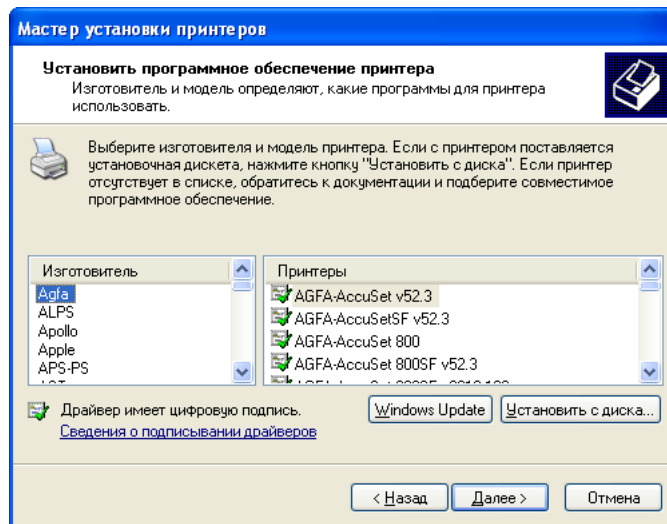 Мастер установки принтеров
Установить программное обеспечение принтера
Изготовитель и модель определяют, какие программы для принтера
использовать.
Выберите изготовителя и модель принтера. Если с принтером поставляется
установочная дискета, нажмите кнопку "Установить с диска". Если принтер
отсутствует в списке, обратитесь к документации и подберите совместимое
программное обеспечение.
Изготовитель
Agfa
ALPS
Apollo
Apple
APS-PS
Принтеры
AGFA-AccuSet v52.3
AGFA-AccuSetSF v52.3
AGFA-AccuSet 800
AGFA-AccuSet 800SF v52.3
Драйвер имеет цифровую подпись.
Сведения о подписывании драйверов
Windows Update
Установить с диска...
< Назад
Далее >
Отмена